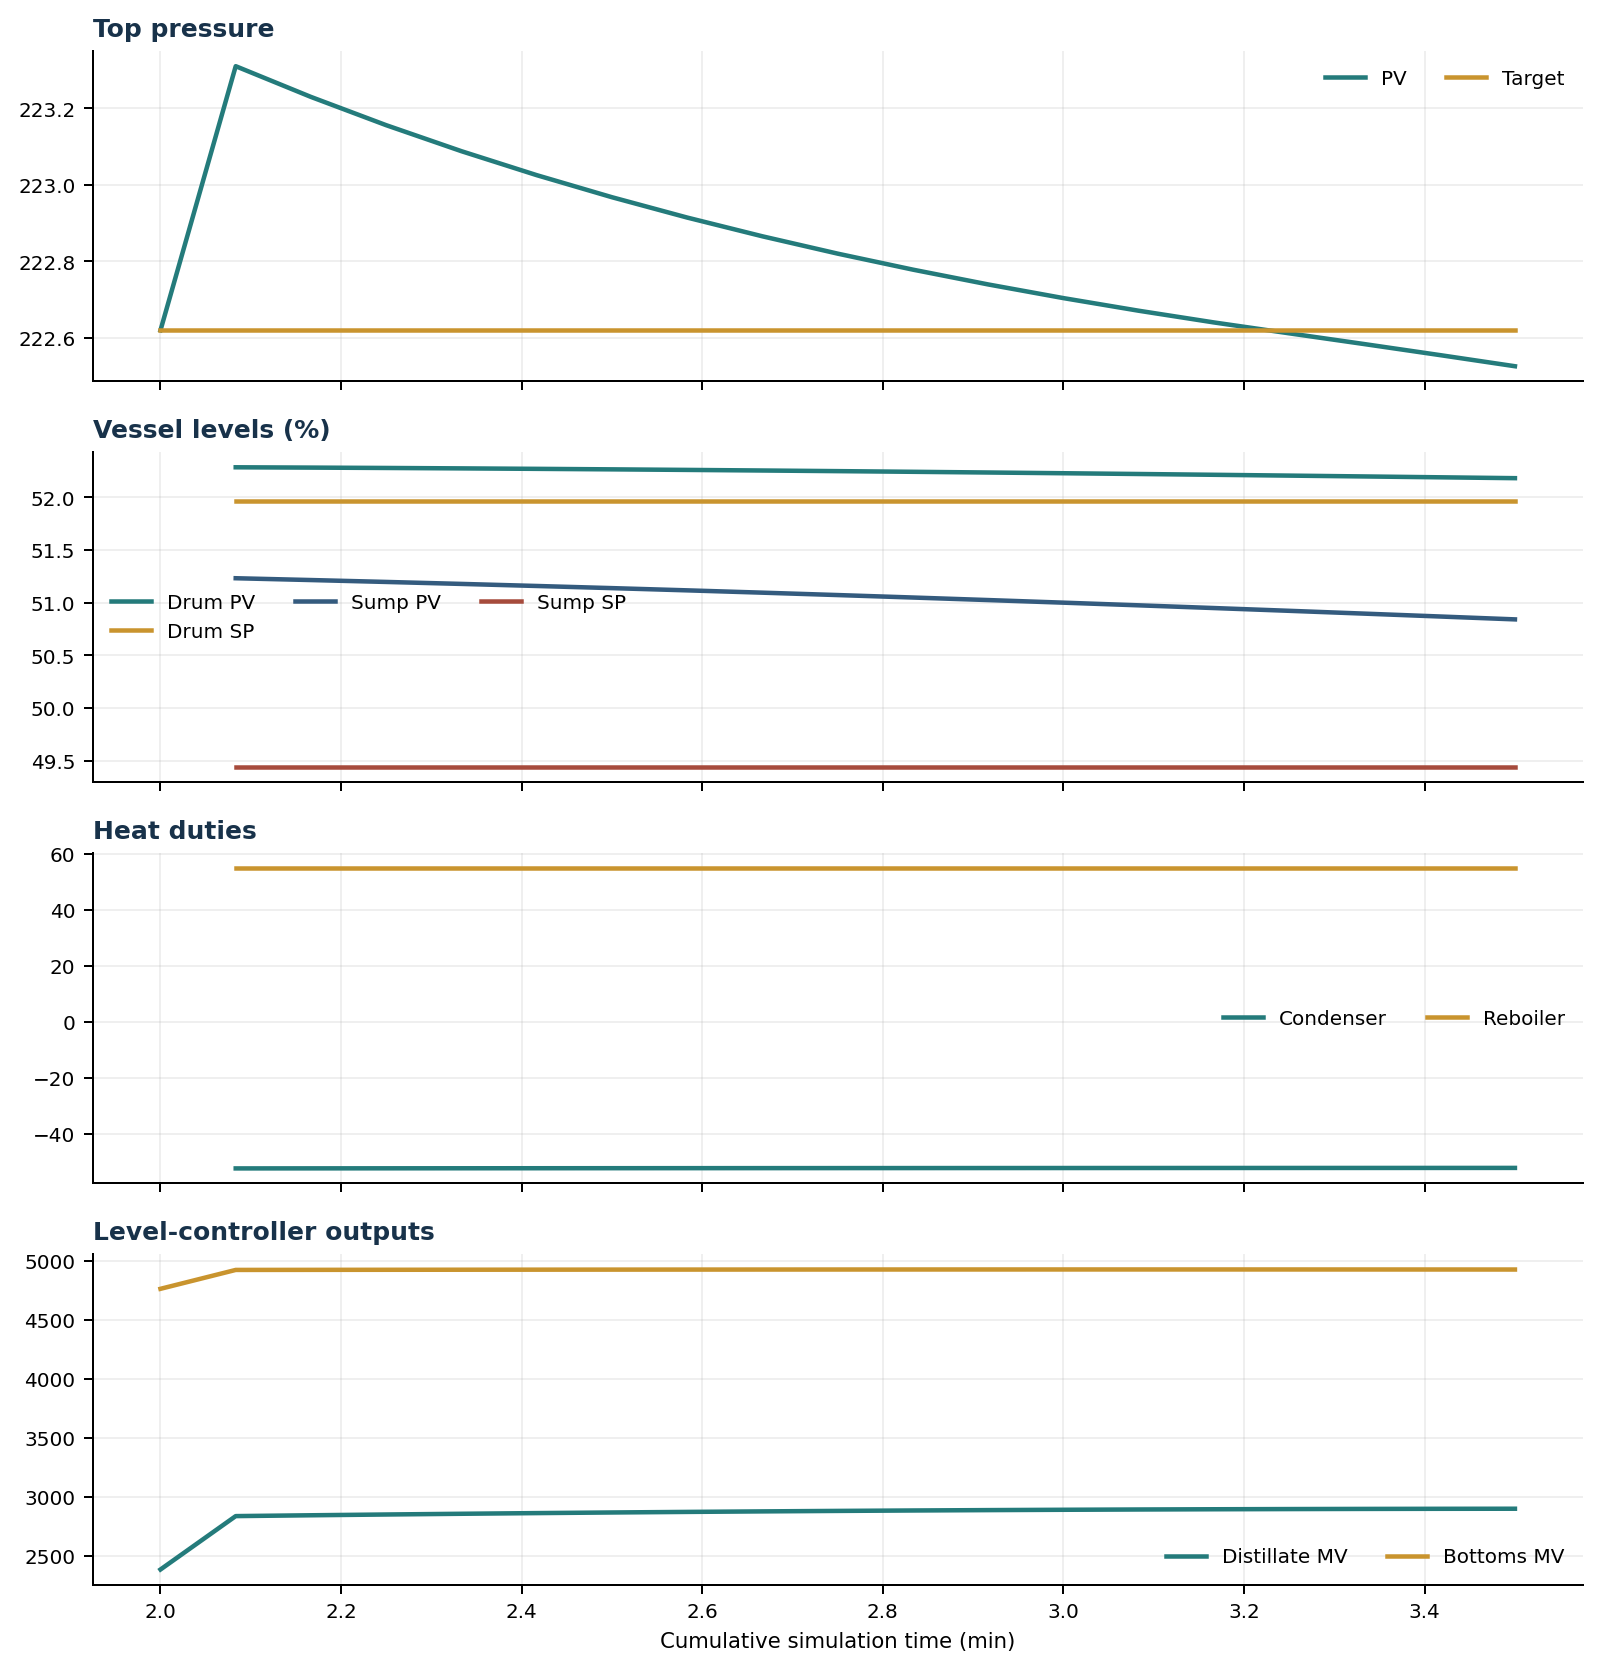 Top pressure
PV Target
223.2
223.0
222.8
222.6
Vessel levels (%)
52.0
51.5
51.0
50.5
50.0
49.5
Drum PV Sump PV Sump SP
Drum SP
Heat duties
60
40
20
0
−20
−40
Condenser Reboiler
Level-controller outputs
5000
4500
4000
3500
3000
2500
Distillate MV Bottoms MV
2.0 2.2 2.4 2.6 2.8 3.0 3.2 3.4
Cumulative simulation time (min)